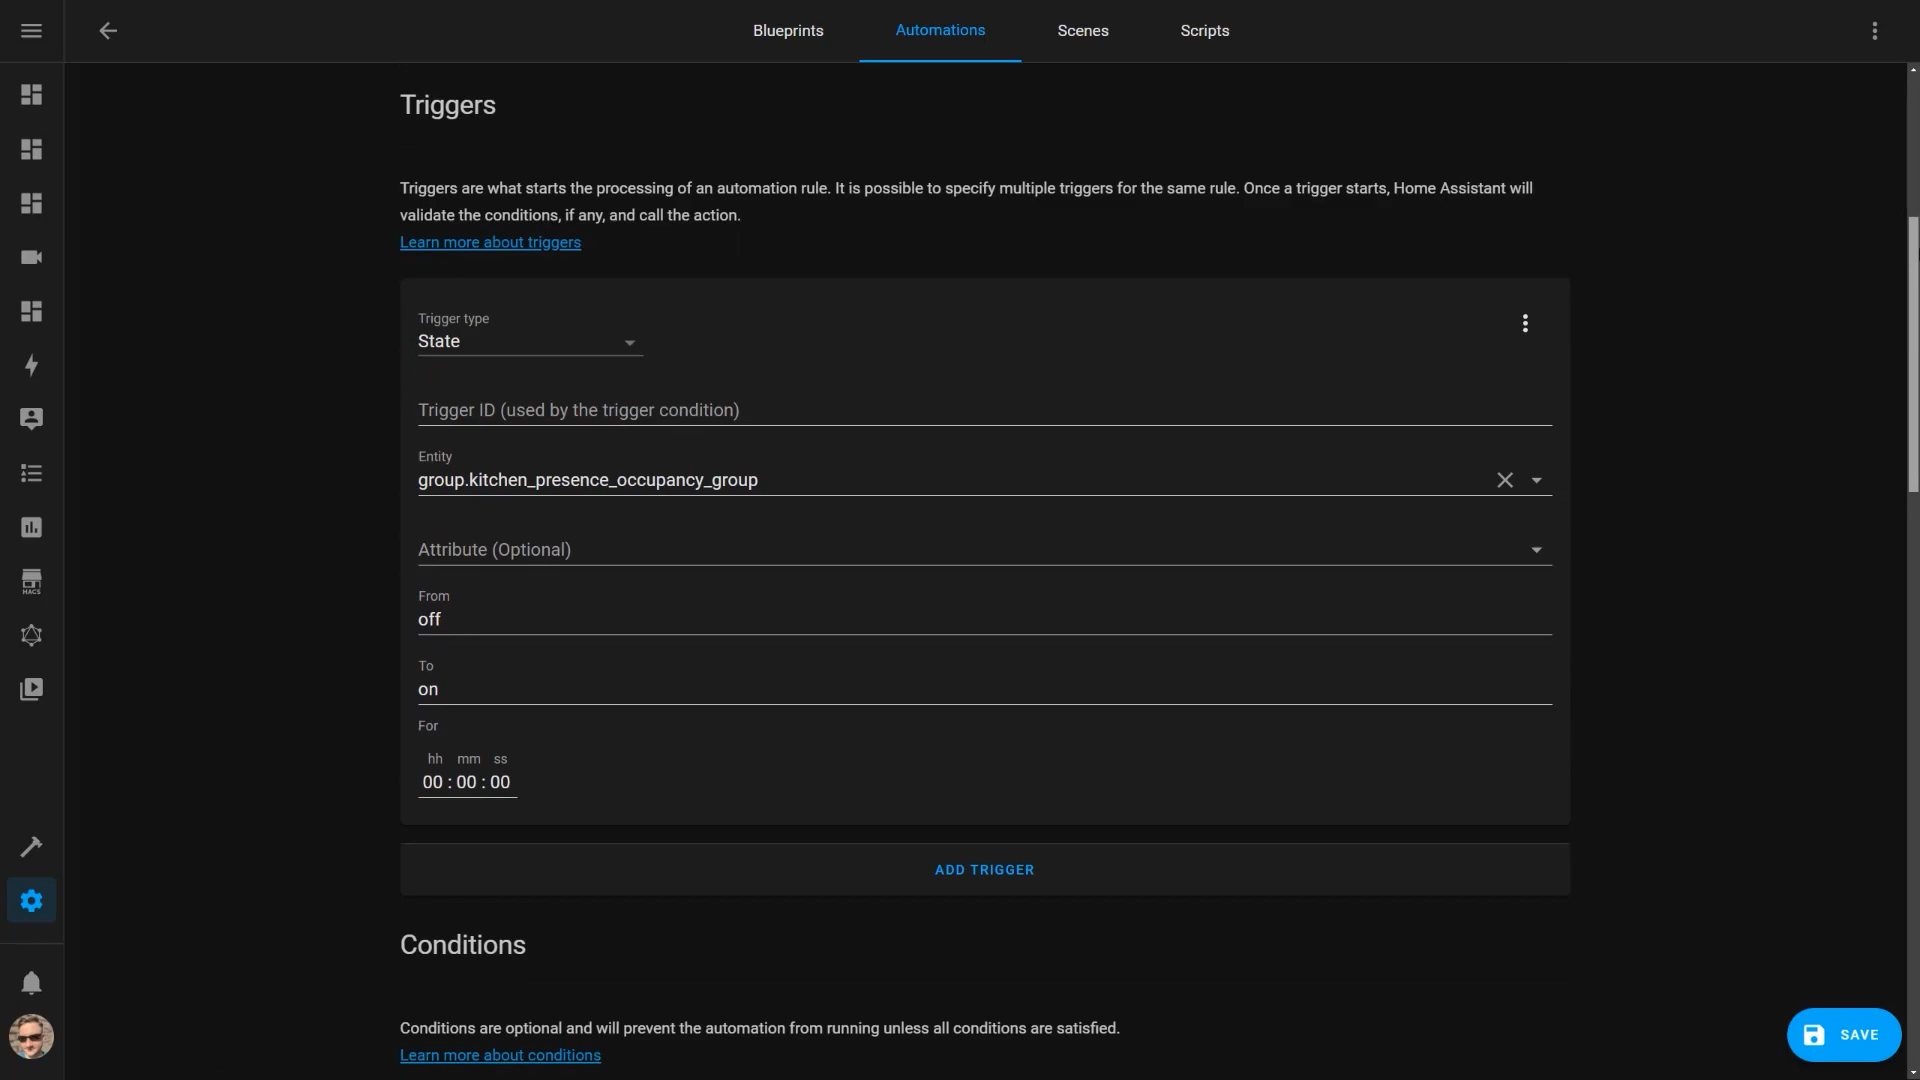 Blueprints
Automations
Scenes
Scripts
Triggers
Triggers are what starts the processing of an automation rule. It is possible to specify multiple triggers for the same rule. Once a trigger starts, Home Assistant will
validate the conditions, if any, and call the action.
Learn more about triggers
Trigger type
State
Trigger ID (used by the trigger condition)
Entity
group.kitchen_presence_occupancy_group
Attribute (Optional)
From
off
To
on
For
hh mm ss
00 : 00 : 00
ADD TRIGGER
Conditions
Conditions are optional and will prevent the automation from running unless all conditions are satisfied.
Learn more about conditions
HACS
SAVE